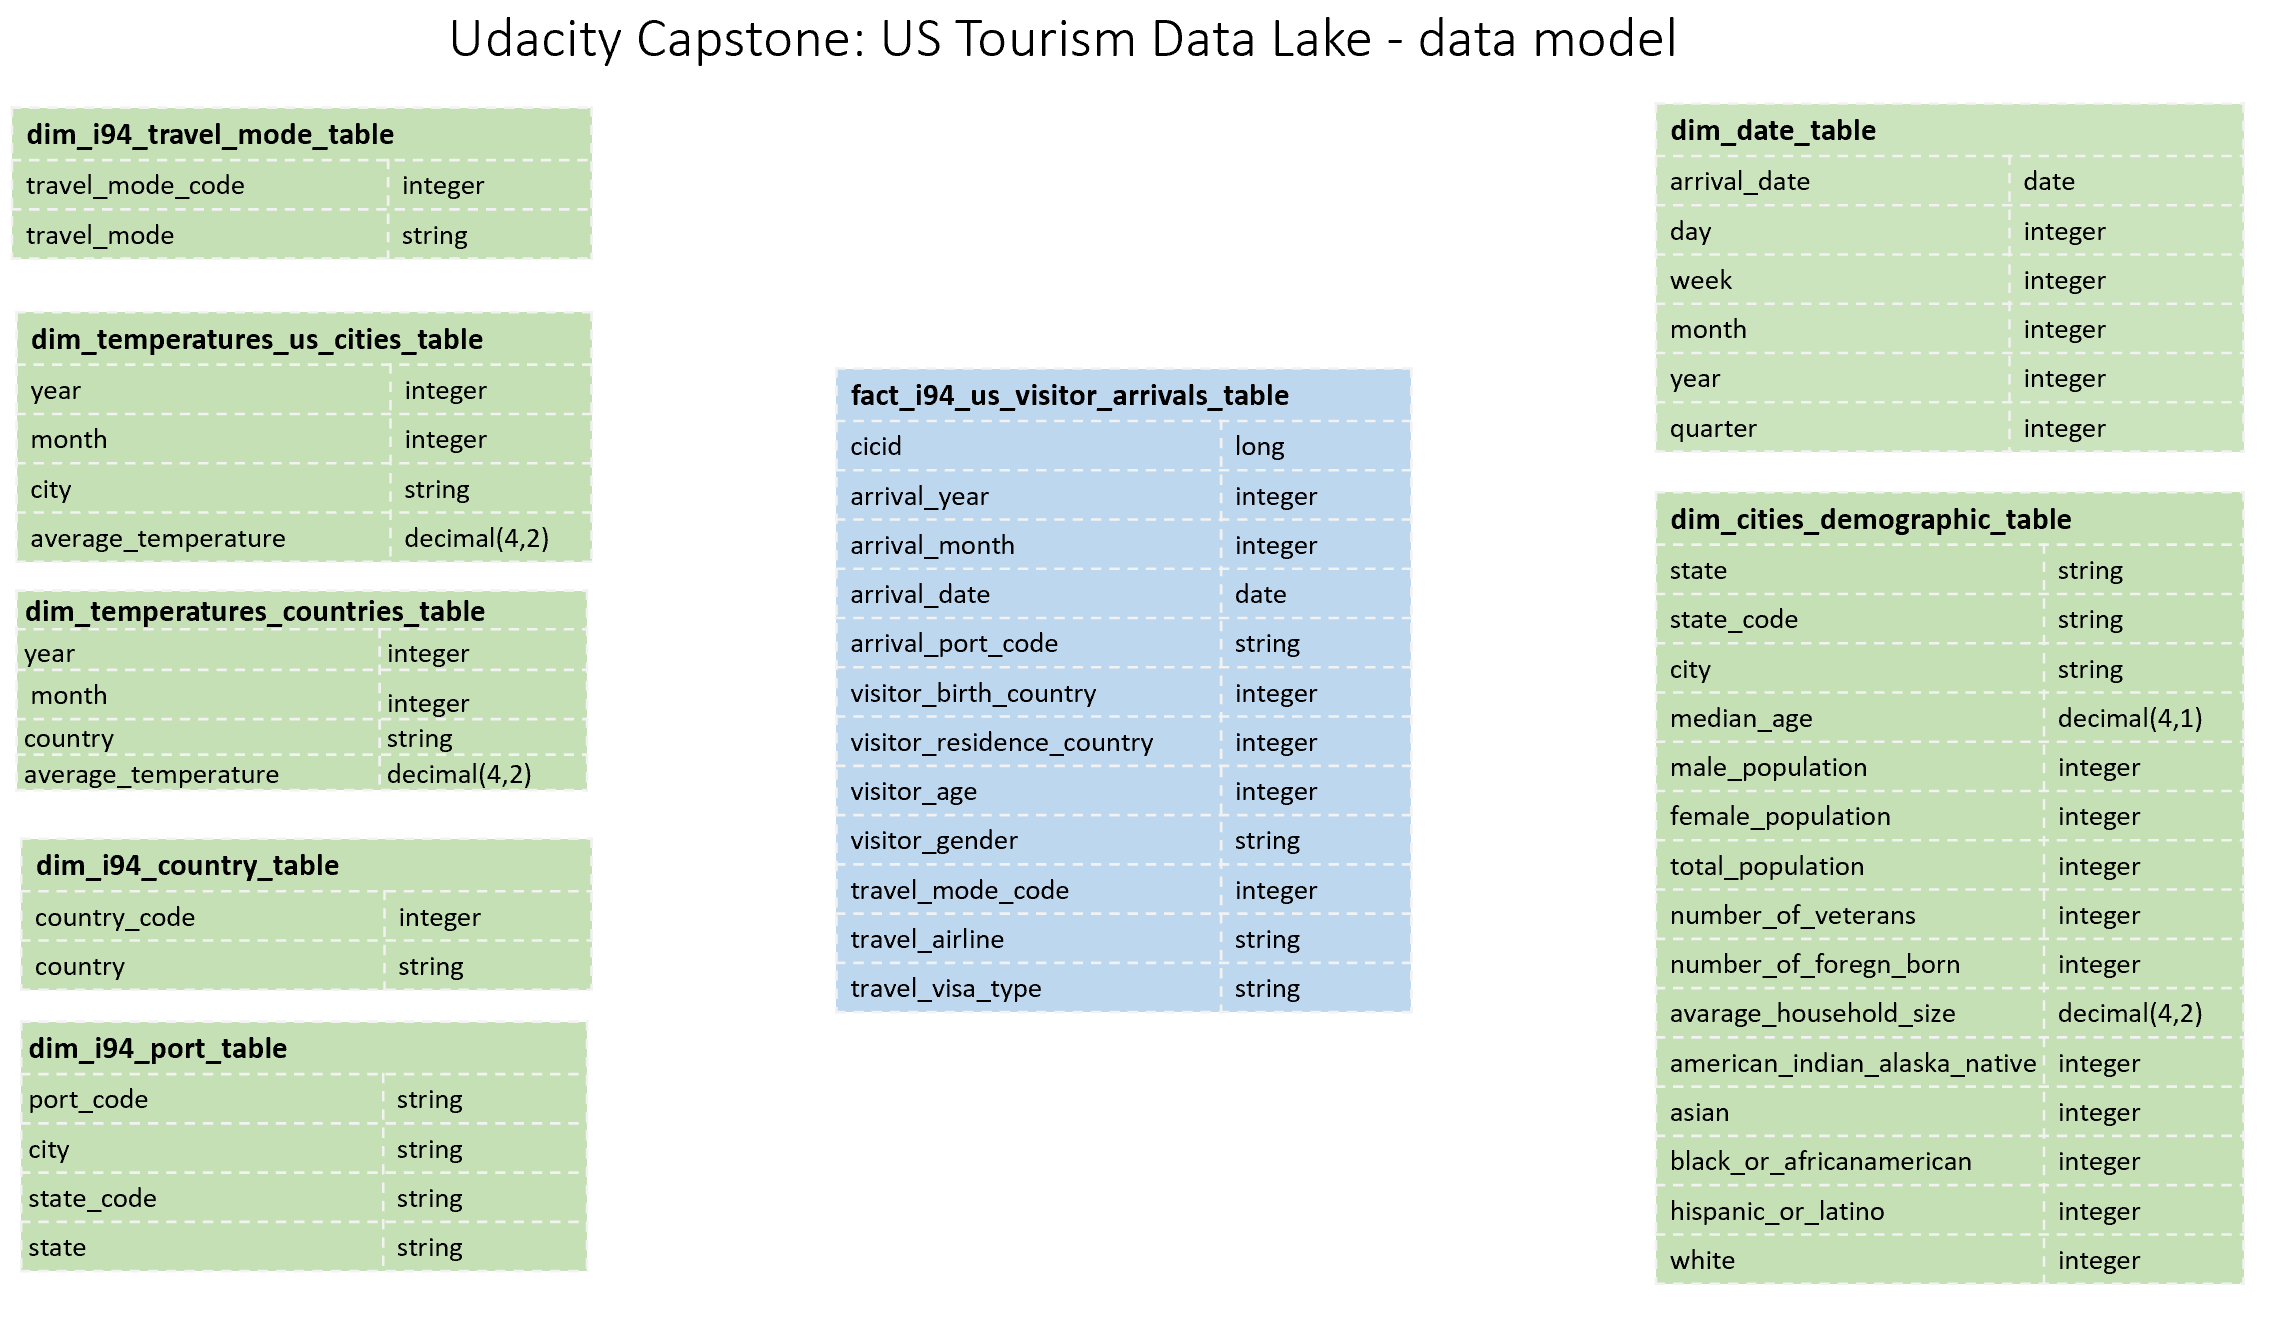 Udacity Capstone: US Tourism Data Lake - data model
dim_i94_travel_mode_table
travel_mode_code integer
travel_mode string
dim_temperatures_us_cities_table
year integer
month integer
city string
average_temperature decimal(4,2)
dim_temperatures_countries_table
year integer
month integer
country string
average_temperature decimal(4,2)
dim_i94_country_table
country_code integer
country string
dim_i94_port_table
port_code string
city string
state_code string
state string
fact_i94_us_visitor_arrivals_table
cicid long
arrival_year integer
arrival_month integer
arrival_date date
arrival_port_code string
visitor_birth_country integer
visitor_residence_country integer
visitor_age integer
visitor_gender string
travel_mode_code integer
travel_airline string
travel_visa_type string
dim_date_table
arrival_date date
day integer
week integer
month integer
year integer
quarter integer
dim_cities_demographic_table
state string
state_code string
city string
median_age decimal(4,1)
male_population integer
female_population integer
total_population integer
number_of_veterans integer
number_of_foregn_born integer
avarage_household_size decimal(4,2)
american_indian_alaska_native integer
asian integer
black_or_africanamerican integer
hispanic_or_latino integer
white integer